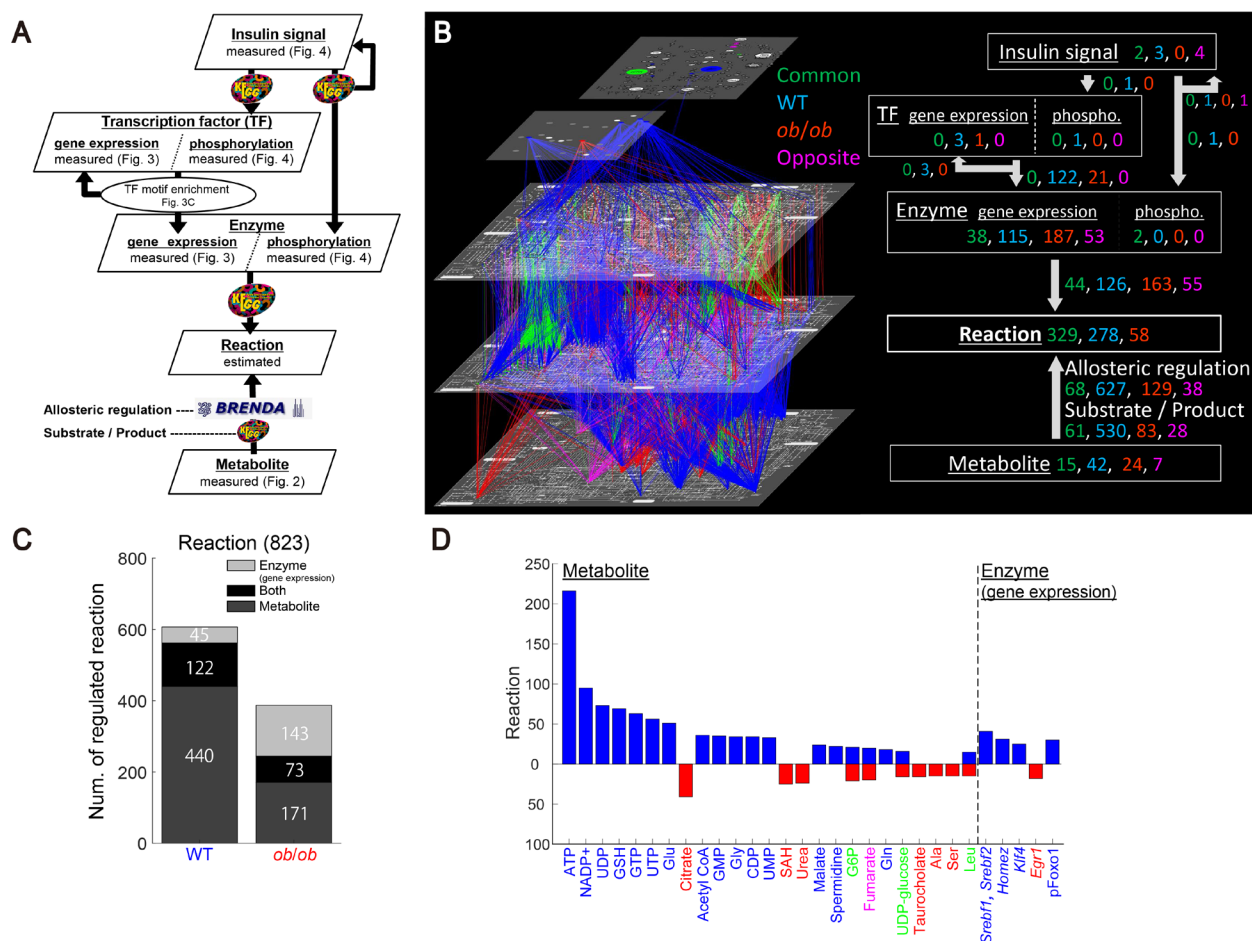 A
Insulin signal
measured (Fig. 4)
KEGG
KEGG
Transcription factor (TF)
gene expression
phosphorylation
measured (Fig. 3)
measured (Fig. 4)
TF motif enrichment
Fig. 3C
Enzyme
gene expression
phosphorylation
measured (Fig. 3)
measured (Fig. 4)
KEGG
Reaction
estimated
Allosteric regulation
BRENDA
Substrate / Product
KEGG
Metabolite
measured (Fig. 2)
B
Common
WT
ob/ob
Opposite
Insulin signal 2, 3, 0, 4
0, 1, 0
0, 1, 0, 1
0, 1, 0
TF gene expression phospho.
0, 3, 1, 0 0, 1, 0, 0
0, 3, 0
0, 122, 21, 0
Enzyme gene expression phospho.
38, 115, 187, 53 2, 0, 0, 0
44, 126, 163, 55
Reaction 329, 278, 58
Allosteric regulation
68, 627, 129, 38
Substrate / Product
61, 530, 83, 28
Metabolite 15, 42, 24, 7
C
Reaction (823)
Num. of regulated reaction
800
600
400
200
0
Enzyme
(gene expression)
Both
Metabolite
45
122
440
143
73
171
WT
ob/ob
D
Metabolite
Enzyme
(gene expression)
Reaction
250
200
150
100
50
0
50
100
ATP
NADP+
UDP
GSH
GTP
UTP
Glu
Citrate
Acetyl CoA
GMP
Gly
CDP
UMP
SAH
Urea
Malate
Spermidine
G6P
Fumarate
Gln
UDP-glucose
Taurocholate
Ala
Ser
Leu
Srebf1, Srebf2
Homez
Klf4
Egr1
pFoxo1